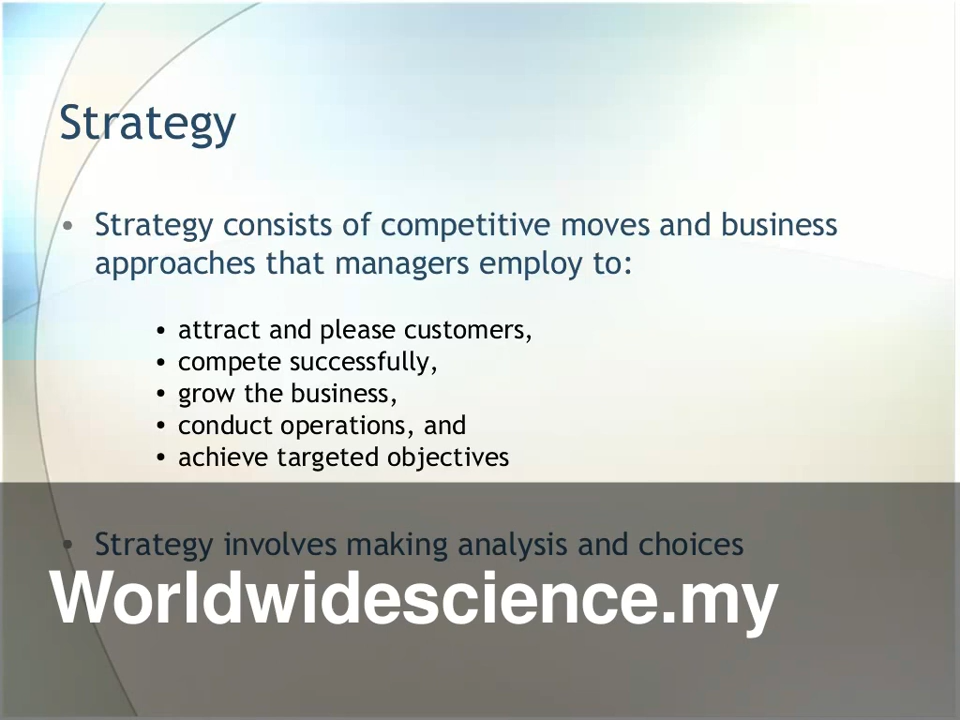 Strategy
• Strategy consists of competitive moves and business
approaches that managers employ to:
• attract and please customers,
• compete successfully,
• grow the business,
• conduct operations, and
• achieve targeted objectives
• Strategy involves making analysis and choices
Worldwidescience.my